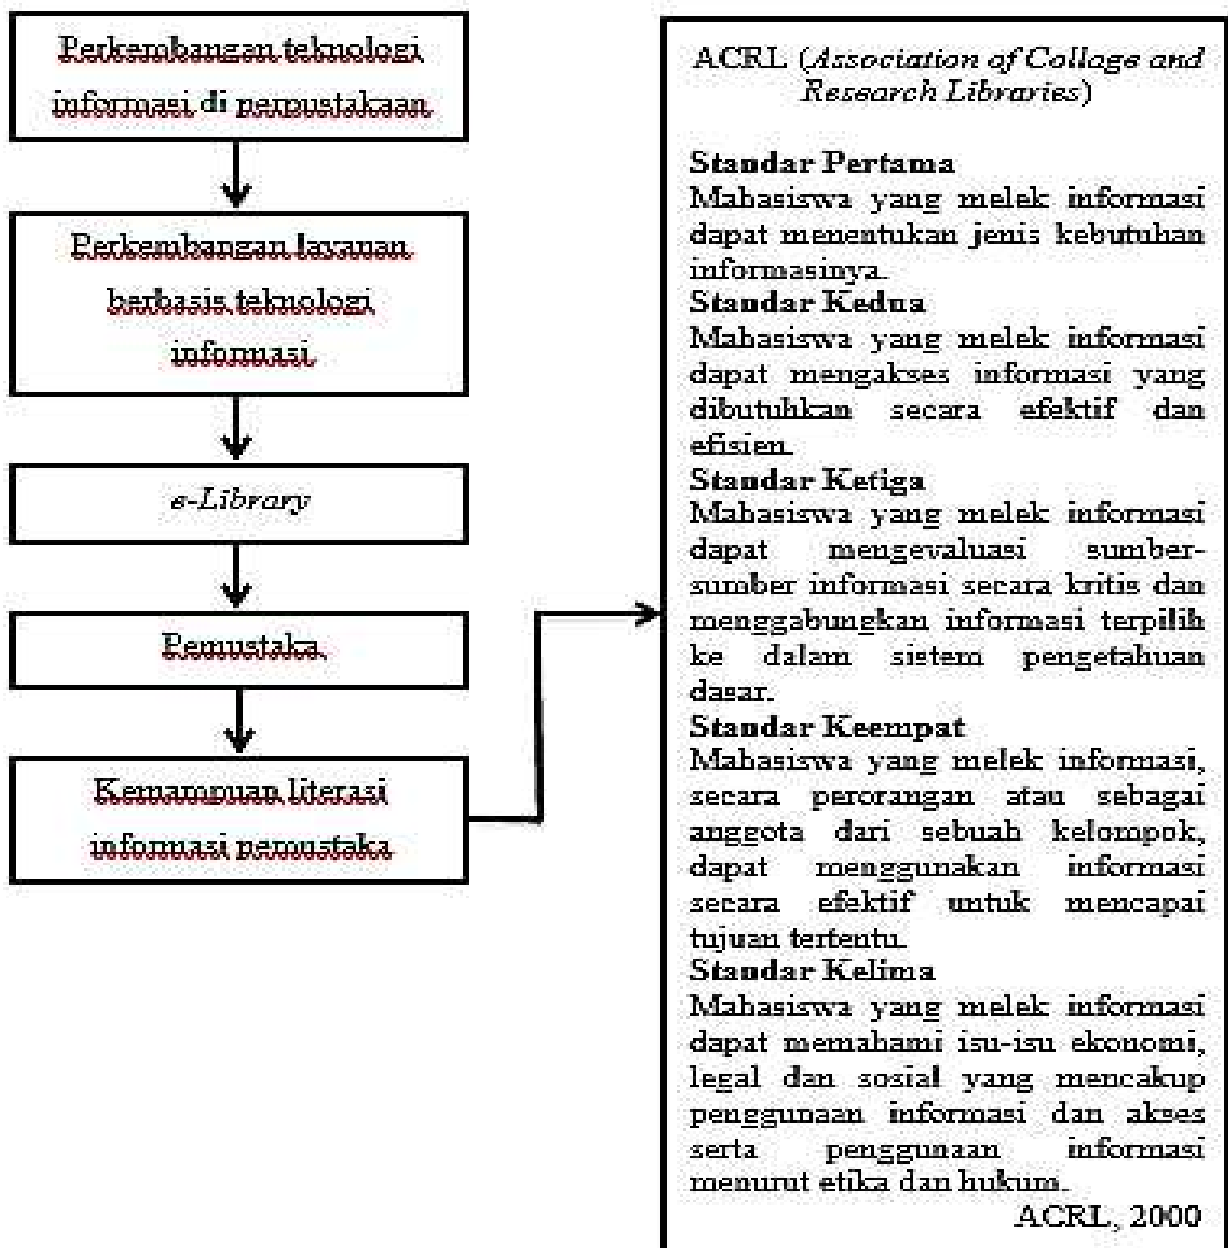 Perkembangan teknologi
informasi di perpustakaan
Perkembangan layanan
berbasis teknologi
informasi
e-Library
Pemustaka
Kemampuan literasi
informasi pemustaka
ACRL (Association of Collage and
Research Libraries)
Standar Pertama
Mahasiswa yang melek informasi
dapat menentukan jenis kebutuhan
informasinya.
Standar Kedua
Mahasiswa yang melek informasi
dapat mengakses informasi yang
dibutuhkan secara efektif dan
efisien.
Standar Ketiga
Mahasiswa yang melek informasi
dapat mengevaluasi sumber-
sumber informasi secara kritis dan
menggabungkan informasi terpilih
ke dalam sistem pengetahuan
dasar.
Standar Keempat
Mahasiswa yang melek informasi,
secara perorangan atau sebagai
anggota dari sebuah kelompok,
dapat menggunakan informasi
secara efektif untuk mencapai
tujuan tertentu.
Standar Kelima
Mahasiswa yang melek informasi
dapat memahami isu-isu ekonomi,
legal dan sosial yang mencakup
penggunaan informasi dan akses
serta penggunaan informasi
menurut etika dan hukum.
ACRL, 2000